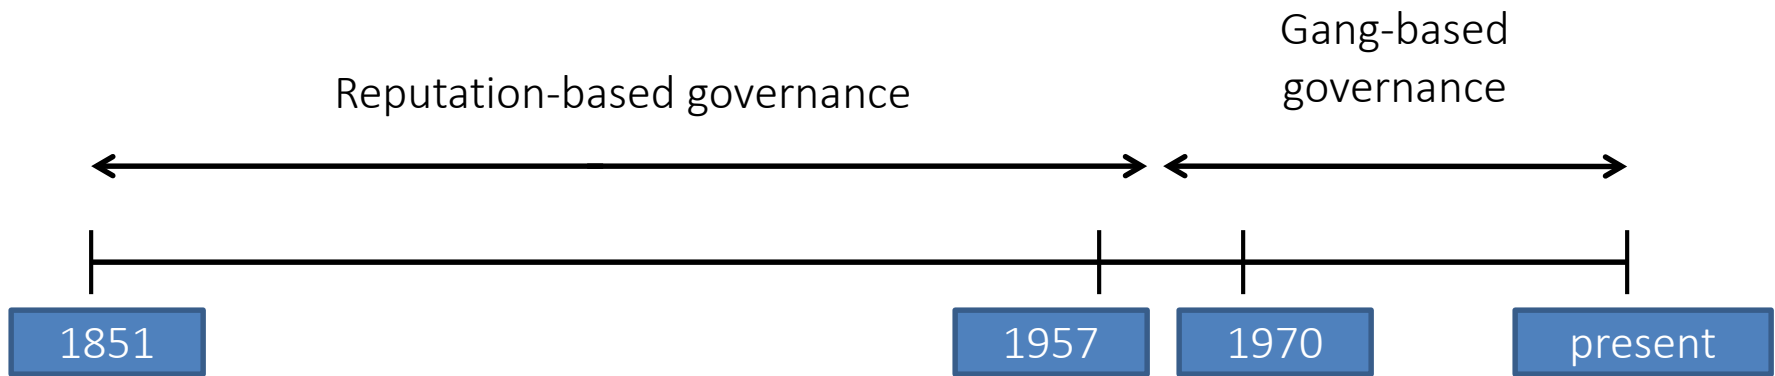 Reputation-based governance
Gang-based
governance
1851
1957
1970
present